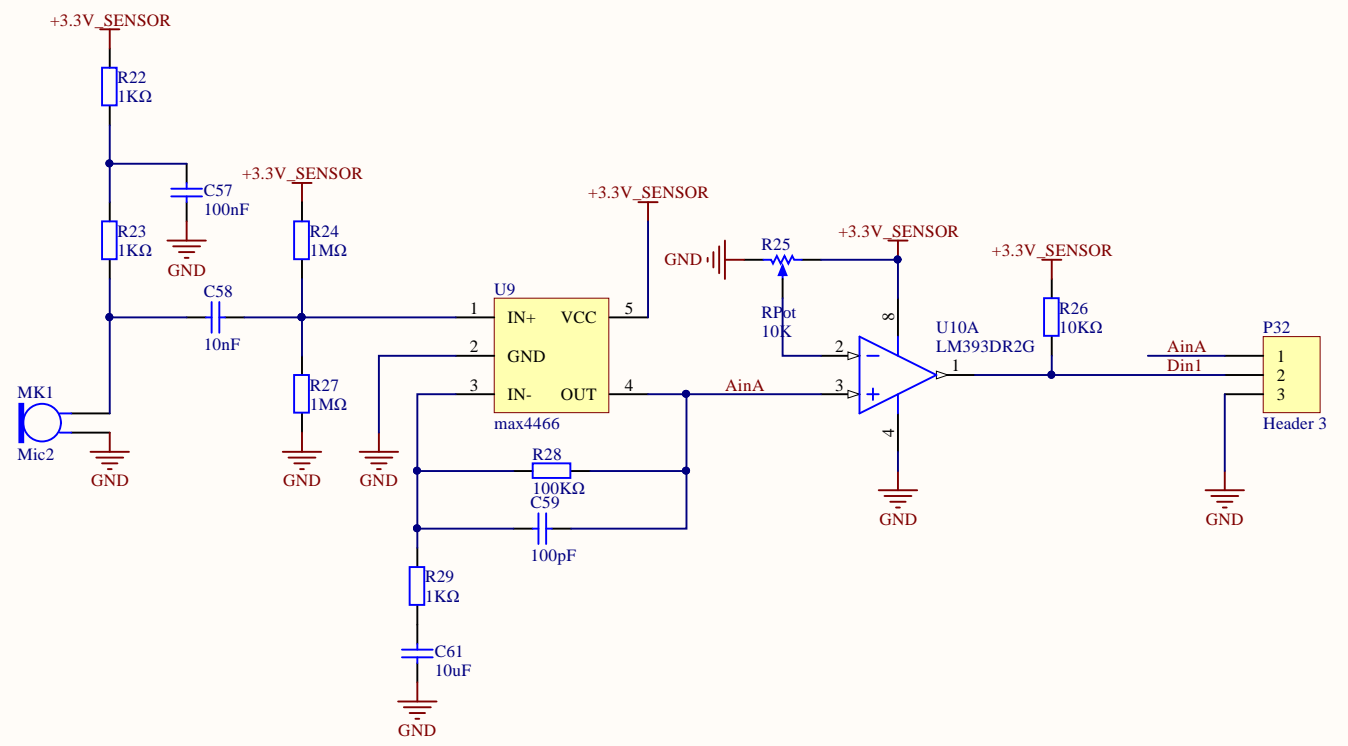 +3.3V_SENSOR
R22
1KΩ
C57
100nF
GND
R23
1KΩ
+3.3V_SENSOR
R24
1MΩ
C58
10nF
R27
1MΩ
GND
MK1
Mic2
GND
+3.3V_SENSOR
U9
1 IN+ VCC 5
2 GND
3 IN- OUT 4
max4466
GND
AinA
R28
100KΩ
C59
100pF
R29
1KΩ
C61
10uF
GND
+3.3V_SENSOR
GND
R25
RPot
10K
8
U10A
LM393DR2G
2
1
3
4
GND
+3.3V_SENSOR
R26
10KΩ
P32
AinA 1
Din1 2
3
Header 3
GND